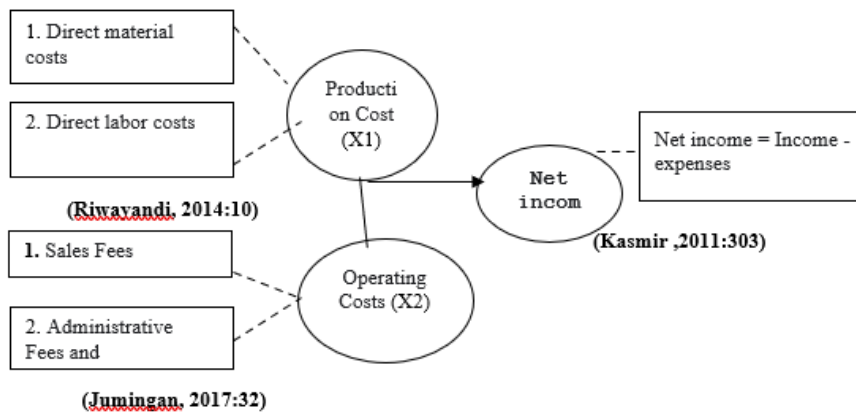 1. Direct material
costs
2. Direct labor costs
(Riwayandi, 2014:10)
Producti
on Cost
(X1)
Net
incom
Net income = Income -
expenses
(Kasmir ,2011:303)
1. Sales Fees
2. Administrative
Fees and
(Jumingan, 2017:32)
Operating
Costs (X2)